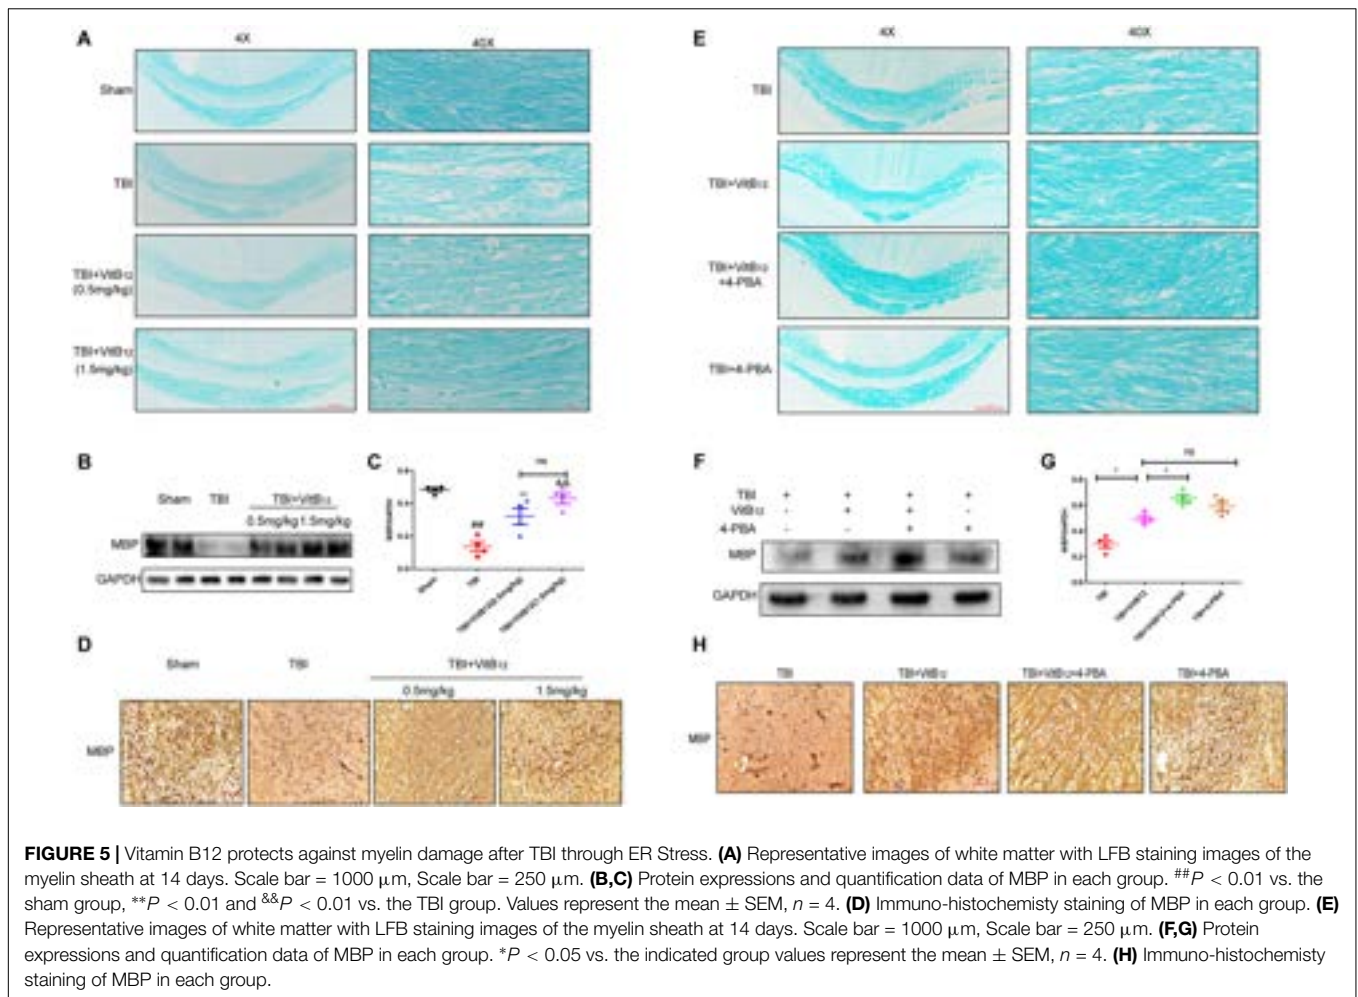 A
4X
40X
Sham
TBI
TBI+VitB12
(0.5mg/kg)
TBI+VitB12
(1.5mg/kg)
E
4X
40X
TBI
TBI+VitB12
TBI+VitB12
+4-PBA
TBI+4-PBA
B
Sham TBI TBI+VitB12
0.5mg/kg 1.5mg/kg
MBP
GAPDH
C
ns
&&
##
Sham
TBI
F
TBI + + + +
VitB12 - + + -
4-PBA - - + +
MBP
GAPDH
G
ns
TBI
D
Sham TBI TBI+VitB12
0.5mg/kg 1.5mg/kg
MBP
H
TBI TBI+VitB12 TBI+VitB12+4-PBA TBI+4-PBA
MBP
FIGURE 5 | Vitamin B12 protects against myelin damage after TBI through ER Stress. (A) Representative images of white matter with LFB staining images of the
myelin sheath at 14 days. Scale bar = 1000 μm, Scale bar = 250 μm. (B,C) Protein expressions and quantification data of MBP in each group. ##P < 0.01 vs. the
sham group, **P < 0.01 and &&P < 0.01 vs. the TBI group. Values represent the mean ± SEM, n = 4. (D) Immuno-histochemisty staining of MBP in each group. (E)
Representative images of white matter with LFB staining images of the myelin sheath at 14 days. Scale bar = 1000 μm, Scale bar = 250 μm. (F,G) Protein
expressions and quantification data of MBP in each group. *P < 0.05 vs. the indicated group values represent the mean ± SEM, n = 4. (H) Immuno-histochemisty
staining of MBP in each group.